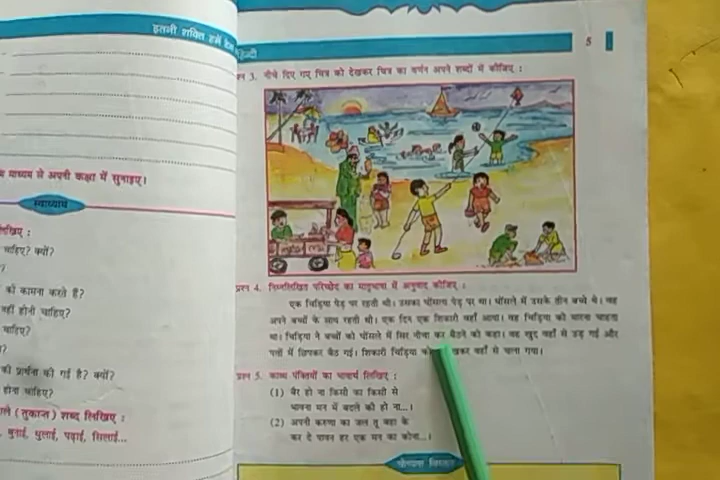 इतनी शक्ति हमें देना
हिन्दी
5
माध्यम से अपनी कक्षा में सुनाइए।
स्वाध्याय
लिखिए :
चाहिए? क्यों?
की कामना करते हैं?
नहीं होनी चाहिए?
चाहिए?
की प्रार्थना की गई है? क्यों?
होना चाहिए?
(तुकान्त) शब्द लिखिए :
बुनाई, धुलाई, पढ़ाई, सिलाई...
प्रश्न 3. नीचे दिए गए चित्र को देखकर चित्र का वर्णन अपने शब्दों में कीजिए :
प्रश्न 4. निम्नलिखित परिच्छेद का मातृभाषा में अनुवाद कीजिए :
एक चिड़िया पेड़ पर रहती थी। उसका घोंसला पेड़ पर था। घोंसले में उसके तीन बच्चे थे। वह
अपने बच्चों के साथ रहती थी। एक दिन एक शिकारी वहाँ आया। वह चिड़िया को मारना चाहता
था। चिड़िया ने बच्चों को घोंसले में सिर नीचा कर बैठने को कहा। वह खुद वहाँ से उड़ गई और
पत्तों में छिपकर बैठ गई। शिकारी चिड़िया को देखकर वहाँ से चला गया।
प्रश्न 5. काव्य पंक्तियों का भावार्थ लिखिए :
(1) बैर हो ना किसी का किसी से
भावना मन में बदले की हो ना...।
(2) अपनी करुणा का जल तू बहा के
कर दे पावन हर एक मन का कोना...।
योग्यता विस्तार